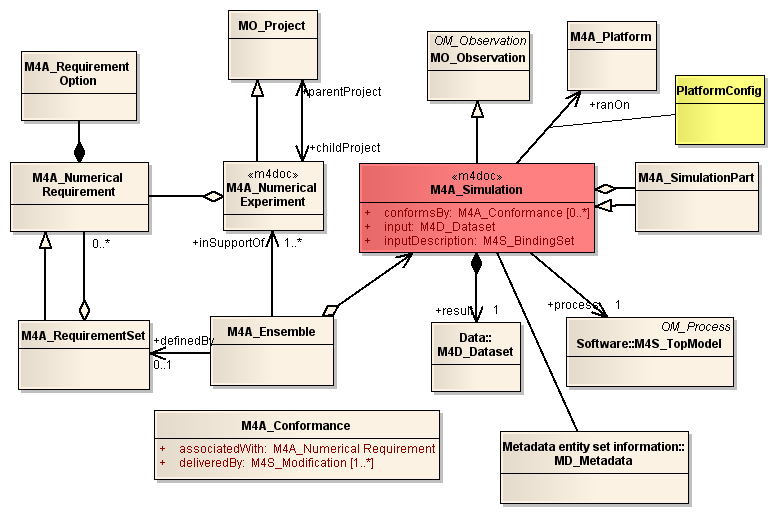 MO_Project
OM_Observation
MO_Observation
M4A_Platform
M4A_Requirement
Option
PlatformConfig
+parentProject
+ranOn
+childProject
M4A_Numerical
Requirement
«m4doc»
M4A_Numerical
Experiment
«m4doc»
M4A_Simulation
+ conformsBy: M4A_Conformance [0..*]
+ input: M4D_Dataset
+ inputDescription: M4S_BindingSet
M4A_SimulationPart
0..*
+inSupportOf
1..*
+result
1
+process
1
M4A_RequirementSet
+definedBy
0..1
M4A_Ensemble
Data::
M4D_Dataset
OM_Process
Software::M4S_TopModel
M4A_Conformance
+ associatedWith: M4A_Numerical Requirement
+ deliveredBy: M4S_Modification [1..*]
Metadata entity set information::
MD_Metadata